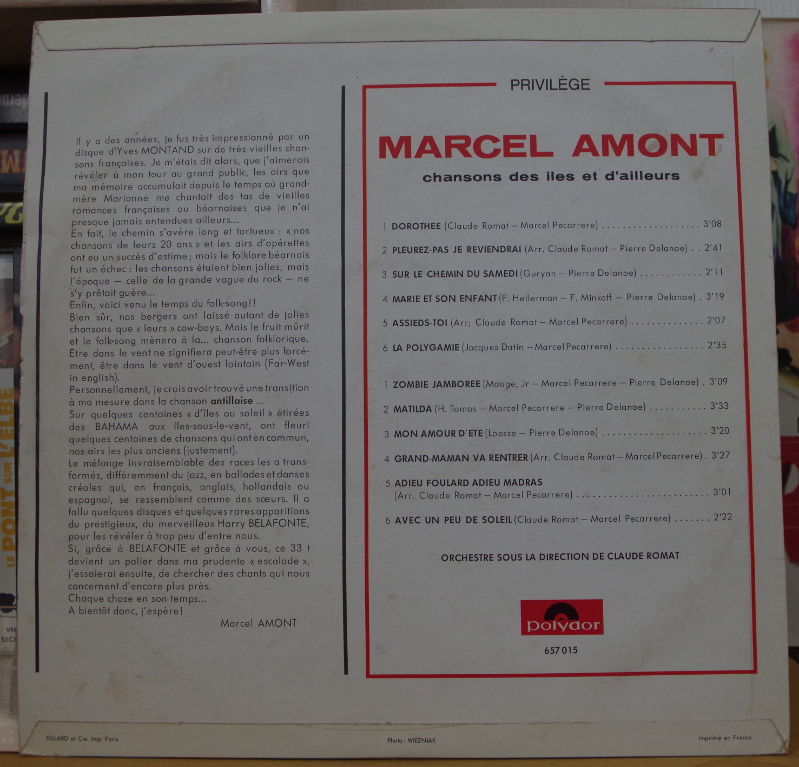 Il y a des années, je fus très impressionné par un
disque d'Yves MONTAND sur de très vieilles chan-
sons françaises. Je m'étais dit alors, que j'aimerais
révéler à mon tour au grand public, les airs que
ma mémoire accumulait depuis le temps où grand-
mère Marianne me chantait des tas de vieilles
romances françaises ou béarnaises que je n'ai
presque jamais entendues ailleurs...
En fait, le chemin s'avère long et tortueux : « nos
chansons de leurs 20 ans » et les airs d'opérettes
ont eu un succès d'estime ; mais le folklore béarnais
fut un échec : les chansons étaient bien jolies, mais
l'époque — celle de la grande vague du rock — ne
s'y prêtait guère...
Enfin, voici venu le temps du folk-song !!
Bien sûr, nos bergers ont laissé autant de jolies
chansons que « leurs » cow-boys. Mais le fruit mûrit
et le folk-song mènera à la... chanson folklorique.
Etre dans le vent ne signifiera peut-être plus forcé-
ment, être dans le vent d'ouest lointain (Far-West
in english).
Personnellement, je crois avoir trouvé une transition
à ma mesure dans la chanson antillaise ...
Sur quelques centaines « d'îles au soleil » étirées
des BAHAMA aux Iles-sous-le-vent, ont fleuri
quelques centaines de chansons qui ont en commun,
nos airs les plus anciens (justement).
Le mélange invraisemblable des races les a trans-
formés, différemment du jazz, en ballades et danses
créoles qui, en français, anglais, hollandais ou
espagnol, se ressemblent comme des sœurs. Il a
fallu quelques disques et quelques rares apparitions
du prestigieux, du merveilleux Harry BELAFONTE,
pour les révéler à trop peu d'entre nous.
Si, grâce à BELAFONTE et grâce à vous, ce 33 t
devient un palier dans ma prudente « escalade »,
j'essaierai ensuite, de chercher des chants qui nous
concernent d'encore plus près.
Chaque chose en son temps...
A bientôt donc, j'espère !
Marcel AMONT
PRIVILÈGE
MARCEL AMONT
chansons des iles et d'ailleurs
1 DOROTHEE (Claude Romat — Marcel Pecarrere) . . . . . . . . . . . . . . . . . . . 3'08
2 PLEUREZ-PAS JE REVIENDRAI (Arr. Claude Romat — Pierre Delanoe) . . 2'41
3 SUR LE CHEMIN DU SAMEDI (Guryan — Pierre Delanoe) . . . . . . . . . . . . 2'11
4 MARIE ET SON ENFANT (F. Hellerman — F. Minkoff — Pierre Delanoe) . 3'19
5 ASSIEDS-TOI (Arr; Claude Romat — Marcel Pecarrere) . . . . . . . . . . . . . . 2'07
6 LA POLYGAMIE (Jacques Datin — Marcel Pecarrere) . . . . . . . . . . . . . . . . . 2'35
1 ZOMBIE JAMBOREE (Mauge, Jr — Marcel Pecarrere — Pierre Delanoe) . 3'09
2 MATILDA (H. Tomas — Marcel Pecarrere — Pierre Delanoe) . . . . . . . . . . . 3'33
3 MON AMOUR D'ETE (Loesse — Pierre Delanoe) . . . . . . . . . . . . . . . . . . . . 3'20
4 GRAND-MAMAN VA RENTRER (Arr. Claude Romat — Marcel Pecarrere) . 3'27
5 ADIEU FOULARD ADIEU MADRAS
(Arr. Claude Romat — Marcel Pecarrere) . . . . . . . . . . . . . . . . . . . . . . . . . . 3'01
6 AVEC UN PEU DE SOLEIL (Claude Romat — Marcel Pecarrere) . . . . . . . 2'22
ORCHESTRE SOUS LA DIRECTION DE CLAUDE ROMAT
polydor
657 015
DILLARD et Cie. Imp. Paris
Photo : WIEZNIAK
Imprimé en France
LE PONT SUR L'ELBE